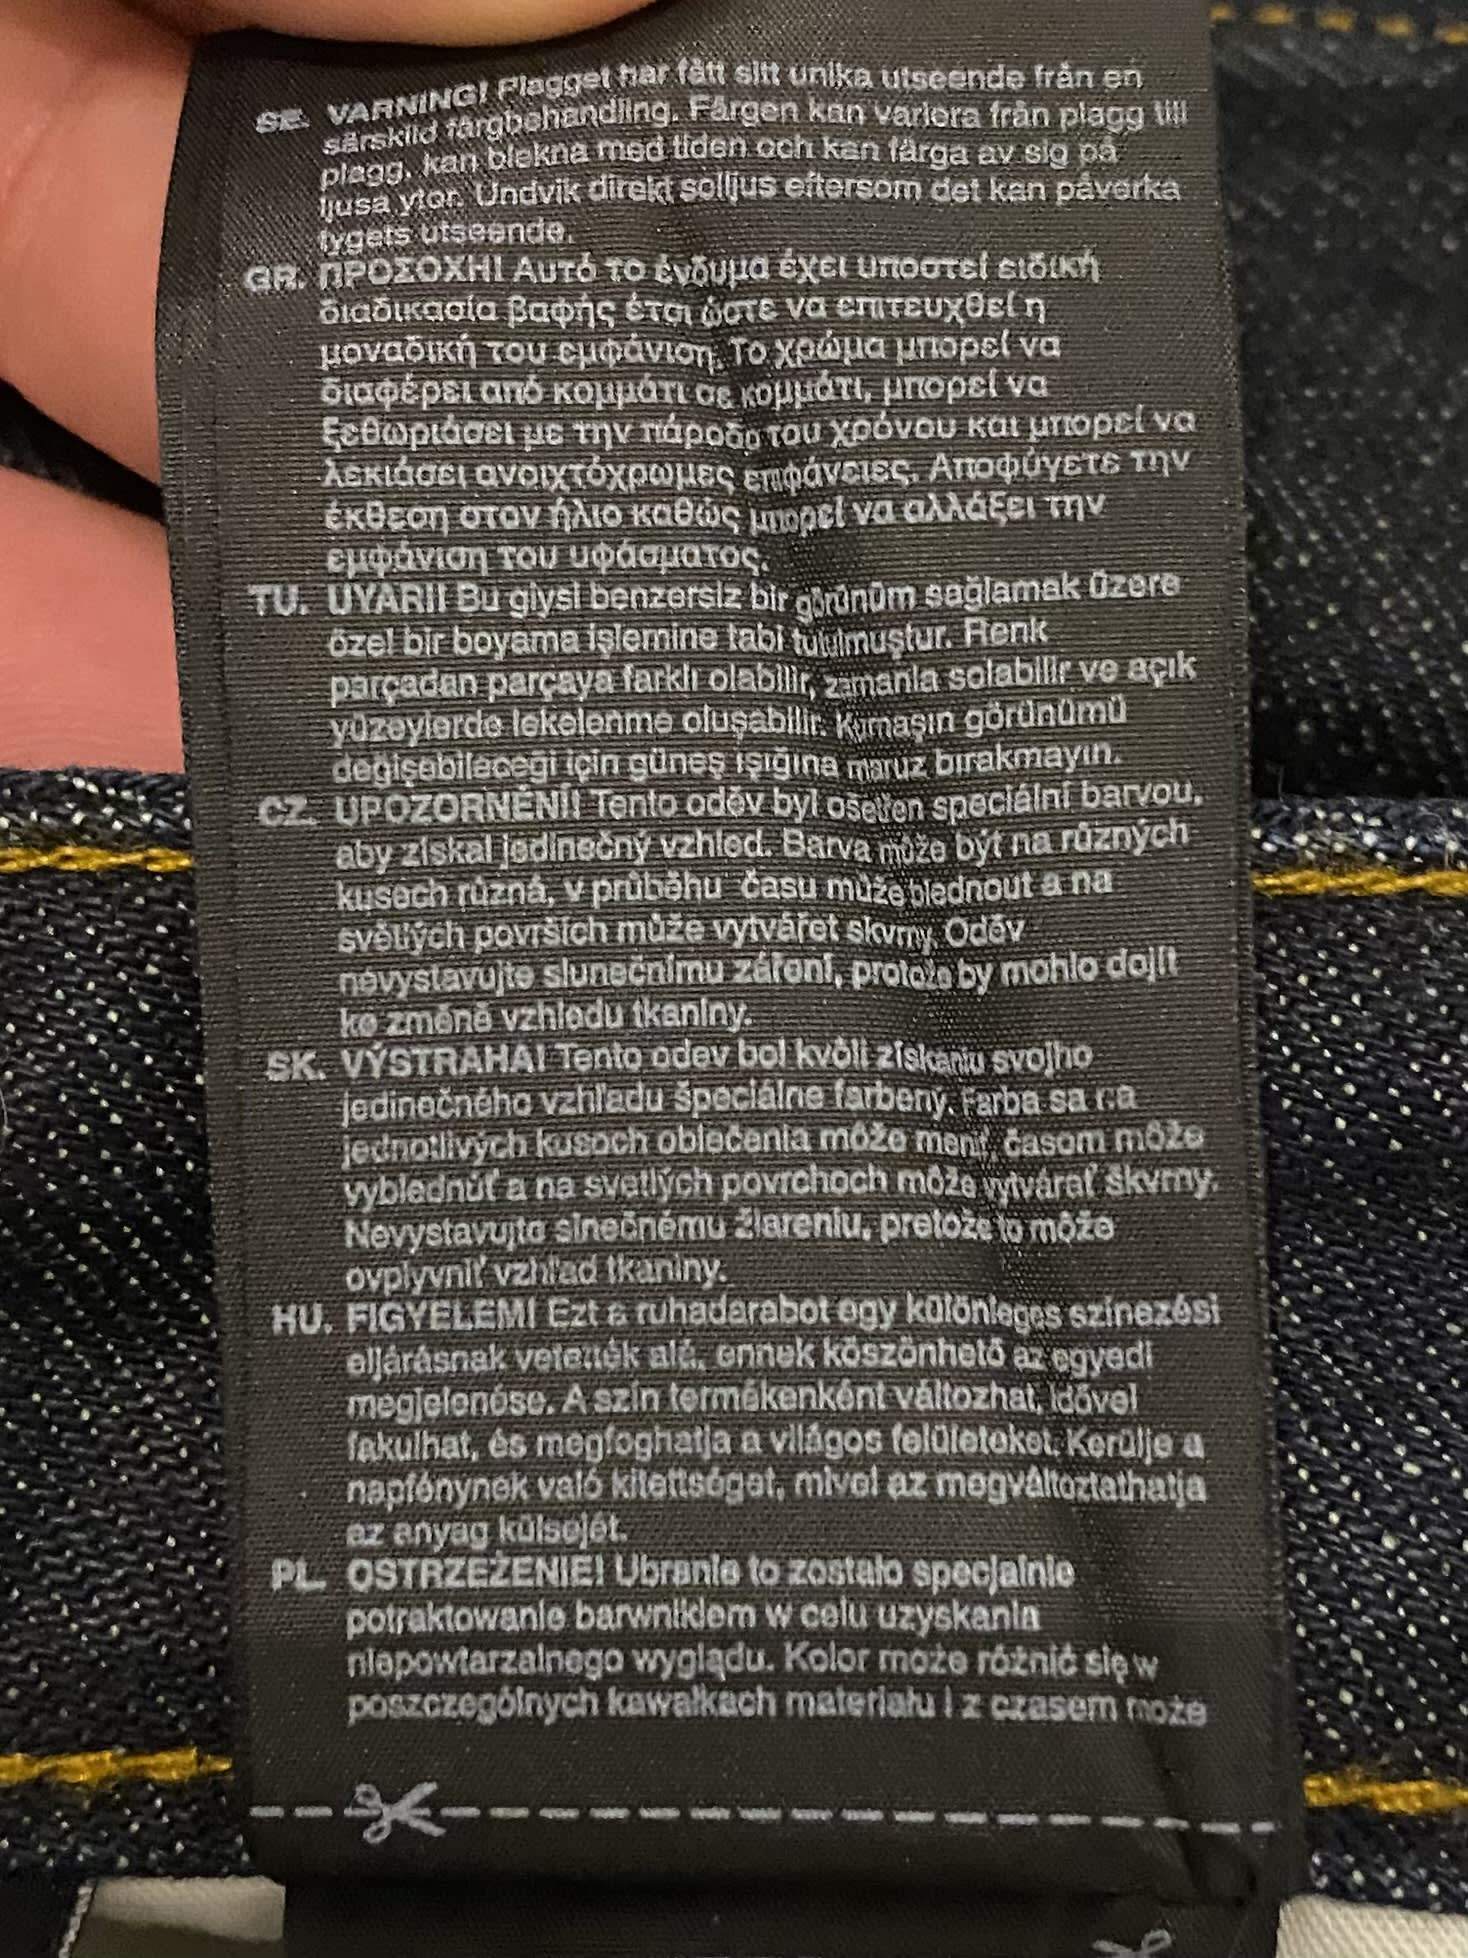 SE. VARNING! Plagget har fått sitt unika utseende från en
särskild färgbehandling. Färgen kan variera från plagg till
plagg, kan blekna med tiden och kan färga av sig på
ljusa ytor. Undvik direkt solljus eftersom det kan påverka
tygets utseende.
GR. ΠΡΟΣΟΧΗ! Αυτό το ένδυμα έχει υποστεί ειδική
διαδικασία βαφής έτσι ώστε να επιτευχθεί η
μοναδική του εμφάνιση. Το χρώμα μπορεί να
διαφέρει από κομμάτι σε κομμάτι, μπορεί να
ξεθωριάσει με την πάροδο του χρόνου και μπορεί να
λεκιάσει ανοιχτόχρωμες επιφάνειες. Αποφύγετε την
έκθεση στον ήλιο καθώς μπορεί να αλλάξει την
εμφάνιση του υφάσματος.
TU. UYARI! Bu giysi benzersiz bir görünüm sağlamak üzere
özel bir boyama işlemine tabi tutulmuştur. Renk
parçadan parçaya farklı olabilir, zamanla solabilir ve açık
yüzeylerde lekelenme oluşabilir. Kumaşın görünümü
değişebileceği için güneş ışığına maruz bırakmayın.
CZ. UPOZORNĚNÍ! Tento oděv byl ošetřen speciální barvou,
aby získal jedinečný vzhled. Barva může být na různých
kusech různá, v průběhu času může blednout a na
světlých površích může vytvářet skvrny. Oděv
nevystavujte slunečnímu záření, protože by mohlo dojít
ke změně vzhledu tkaniny.
SK. VÝSTRAHA! Tento odev bol kvôli získaniu svojho
jedinečného vzhľadu špeciálne farbený. Farba sa na
jednotlivých kusoch oblečenia môže meniť, časom môže
vyblednúť a na svetlých povrchoch môže vytvárať škvrny.
Nevystavujte slnečnému žiareniu, pretože to môže
ovplyvniť vzhľad tkaniny.
HU. FIGYELEM! Ezt a ruhadarabot egy különleges színezési
eljárásnak vetették alá, ennek köszönhető az egyedi
megjelenése. A szín termékenként változhat, idővel
fakulhat, és megfoghatja a világos felületeket. Kerülje a
napfénynek való kitettséget, mivel az megváltoztathatja
az anyag külsejét.
PL. OSTRZEŻENIE! Ubranie to zostało specjalnie
potraktowanie barwnikiem w celu uzyskania
niepowtarzalnego wyglądu. Kolor może różnić się w
poszczególnych kawałkach materiału i z czasem może